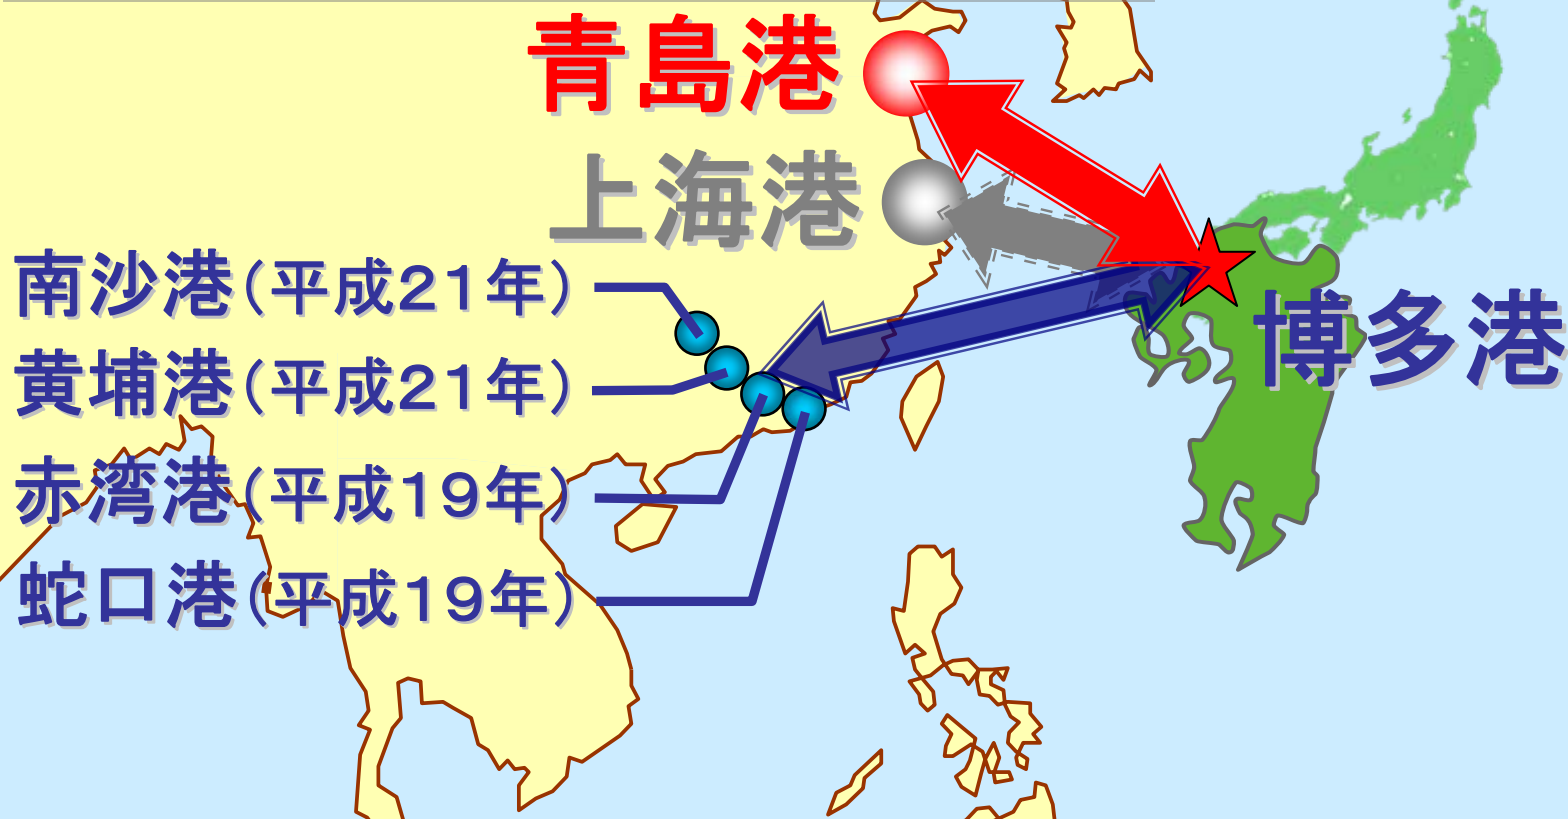 青島港
上海港
南沙港(平成21年)
黄埔港(平成21年)
赤湾港(平成19年)
蛇口港(平成19年)
博多港